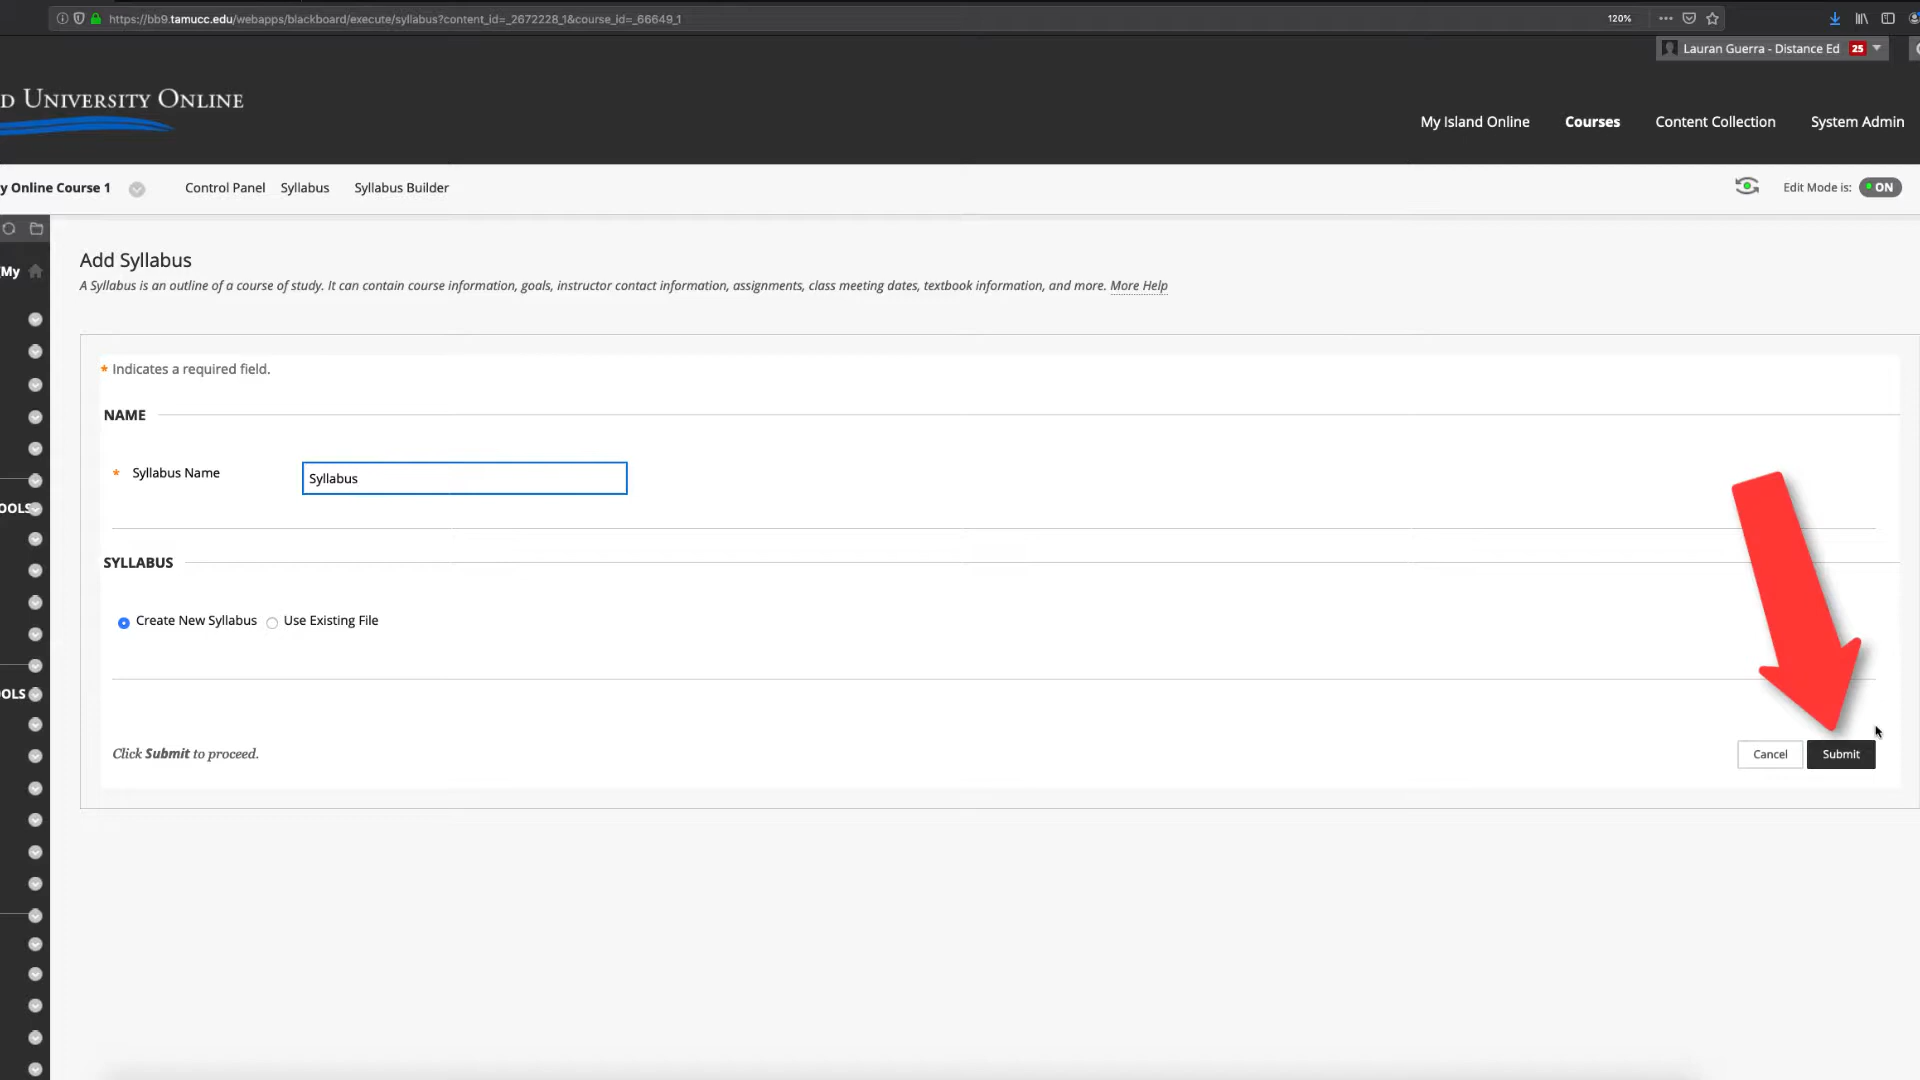 https://bb9.tamucc.edu/webapps/blackboard/execute/syllabus?content_id=_2672228_1&course_id=_66649_1
120%
Lauran Guerra - Distance Ed 25
D UNIVERSITY ONLINE
My Island Online Courses Content Collection System Admin
y Online Course 1 Control Panel Syllabus Syllabus Builder Edit Mode is: ON
My
Add Syllabus
A Syllabus is an outline of a course of study. It can contain course information, goals, instructor contact information, assignments, class meeting dates, textbook information, and more. More Help
* Indicates a required field.
NAME
* Syllabus Name Syllabus
OOLS
SYLLABUS
Create New Syllabus Use Existing File
OLS
Click Submit to proceed.
Cancel Submit